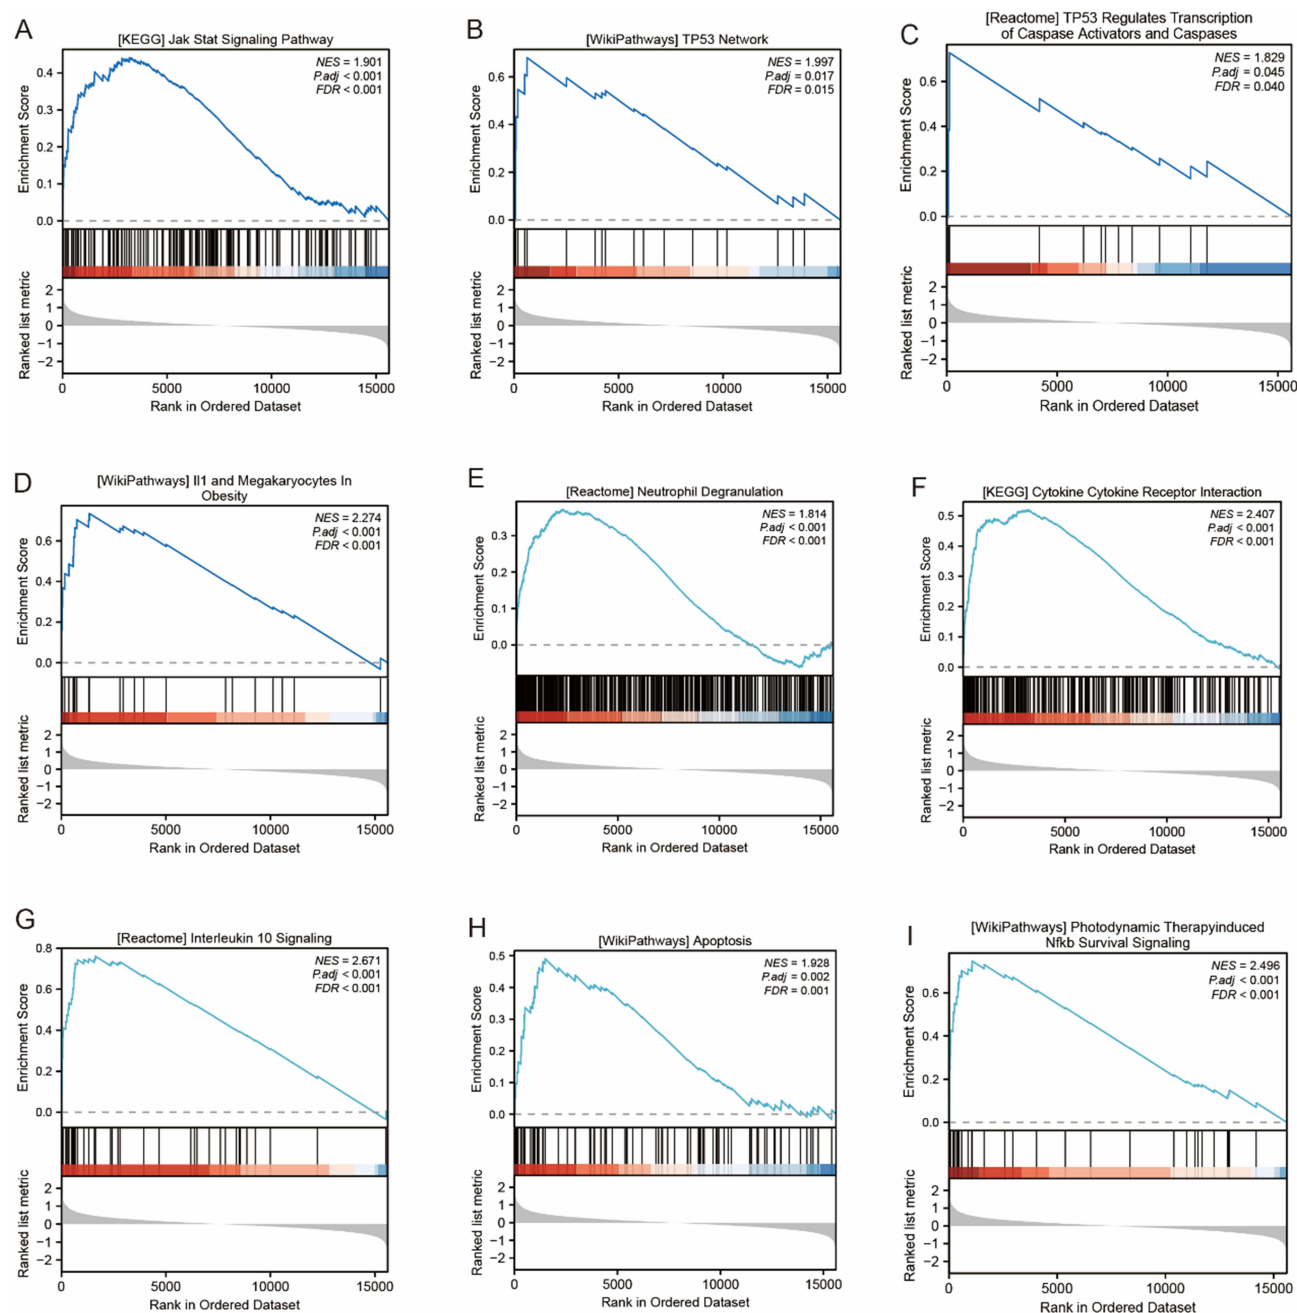 A
[KEGG] Jak Stat Signaling Pathway
NES = 1.901
P.adj < 0.001
FDR < 0.001
Enrichment Score
0.4
0.3
0.2
0.1
0.0
Ranked list metric
2
1
0
−1
−2
0 5000 10000 15000
Rank in Ordered Dataset
B
[WikiPathways] TP53 Network
NES = 1.997
P.adj = 0.017
FDR = 0.015
Enrichment Score
0.6
0.4
0.2
0.0
Ranked list metric
2
1
0
−1
−2
0 5000 10000 15000
Rank in Ordered Dataset
C
[Reactome] TP53 Regulates Transcription
of Caspase Activators and Caspases
NES = 1.829
P.adj = 0.045
FDR = 0.040
Enrichment Score
0.6
0.4
0.2
0.0
Ranked list metric
2
1
0
−1
−2
0 5000 10000 15000
Rank in Ordered Dataset
D
[WikiPathways] Il1 and Megakaryocytes In
Obesity
NES = 2.274
P.adj < 0.001
FDR < 0.001
Enrichment Score
0.6
0.4
0.2
0.0
Ranked list metric
2
1
0
−1
−2
0 5000 10000 15000
Rank in Ordered Dataset
E
[Reactome] Neutrophil Degranulation
NES = 1.814
P.adj < 0.001
FDR < 0.001
Enrichment Score
0.3
0.2
0.1
0.0
Ranked list metric
2
1
0
−1
−2
0 5000 10000 15000
Rank in Ordered Dataset
F
[KEGG] Cytokine Cytokine Receptor Interaction
NES = 2.407
P.adj < 0.001
FDR < 0.001
Enrichment Score
0.5
0.4
0.3
0.2
0.1
0.0
Ranked list metric
2
1
0
−1
−2
0 5000 10000 15000
Rank in Ordered Dataset
G
[Reactome] Interleukin 10 Signaling
NES = 2.671
P.adj < 0.001
FDR < 0.001
Enrichment Score
0.8
0.6
0.4
0.2
0.0
Ranked list metric
2
1
0
−1
−2
0 5000 10000 15000
Rank in Ordered Dataset
H
[WikiPathways] Apoptosis
NES = 1.928
P.adj = 0.002
FDR = 0.001
Enrichment Score
0.5
0.4
0.3
0.2
0.1
0.0
Ranked list metric
2
1
0
−1
−2
0 5000 10000 15000
Rank in Ordered Dataset
I
[WikiPathways] Photodynamic Therapyinduced
Nfkb Survival Signaling
NES = 2.496
P.adj < 0.001
FDR < 0.001
Enrichment Score
0.6
0.4
0.2
0.0
Ranked list metric
2
1
0
−1
−2
0 5000 10000 15000
Rank in Ordered Dataset